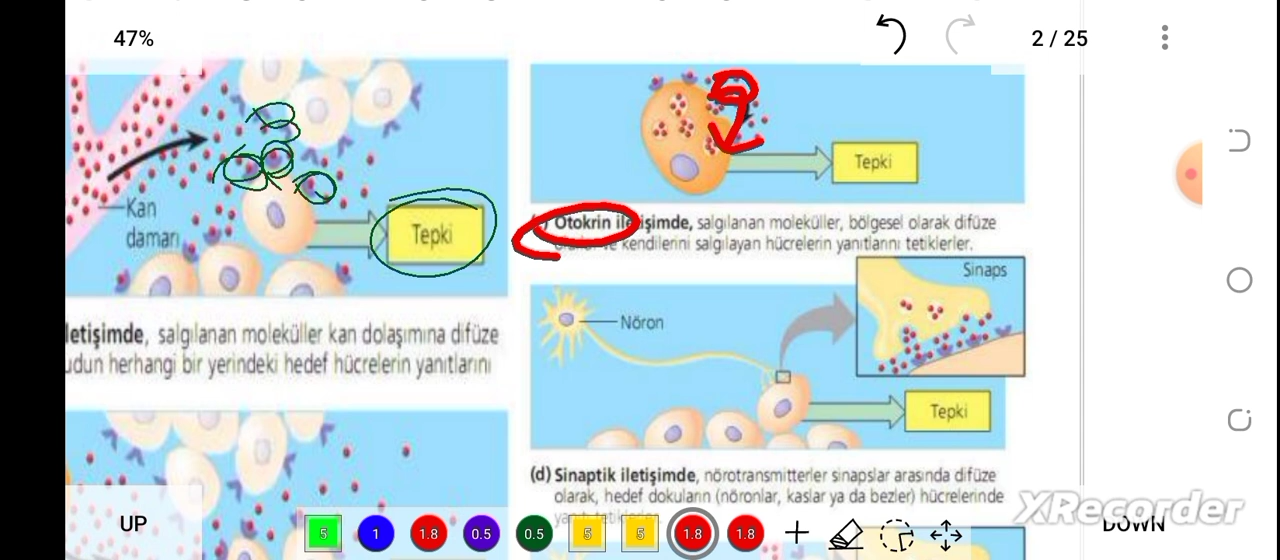 47%
2 / 25
Kan
damarı
Tepki
letişimde, salgılanan moleküller kan dolaşımına difüze
udun herhangi bir yerindeki hedef hücrelerin yanıtlarını
Tepki
Otokrin iletişimde, salgılanan moleküller, bölgesel olarak difüze
ve kendilerini salgılayan hücrelerin yanıtlarını tetiklerler.
Sinaps
Nöron
Tepki
(d) Sinaptik iletişimde, nörotransmitterler sinapslar arasında difüze
olarak, hedef dokuların (nöronlar, kaslar ya da bezler) hücrelerinde
UP
5
1
1.8
0.5
0.5
5
5
1.8
1.8
XRecorder
DOWN